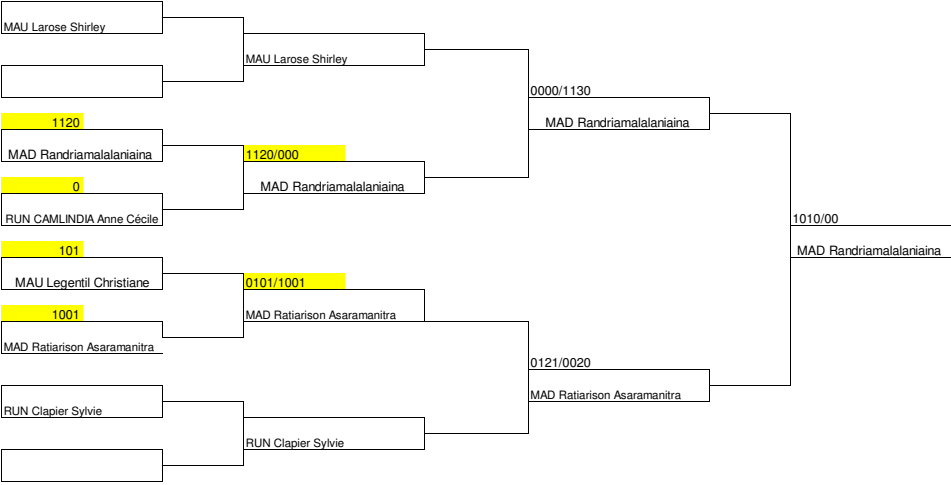 MAU Larose Shirley
MAU Larose Shirley
0000/1130
MAD Randriamalalaniaina
1120
MAD Randriamalalaniaina
1120/000
MAD Randriamalalaniaina
0
RUN CAMLINDIA Anne Cécile
1010/00
MAD Randriamalalaniaina
101
MAU Legentil Christiane
0101/1001
MAD Ratiarison Asaramanitra
1001
MAD Ratiarison Asaramanitra
0121/0020
MAD Ratiarison Asaramanitra
RUN Clapier Sylvie
RUN Clapier Sylvie